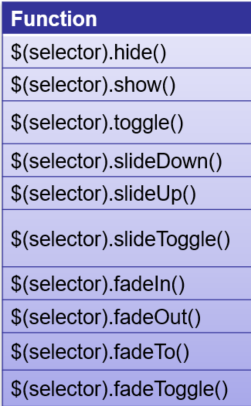 Function
$(selector).hide()
$(selector).show()
$(selector).toggle()
$(selector).slideDown()
$(selector).slideUp()
$(selector).slideToggle()
$(selector).fadeIn()
$(selector).fadeOut()
$(selector).fadeTo()
$(selector).fadeToggle()